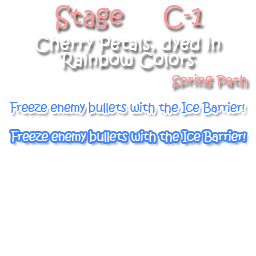 Stage C-1
Cherry Petals, dyed in
Rainbow Colors
Spring Path
Freeze enemy bullets with the Ice Barrier!
Freeze enemy bullets with the Ice Barrier!